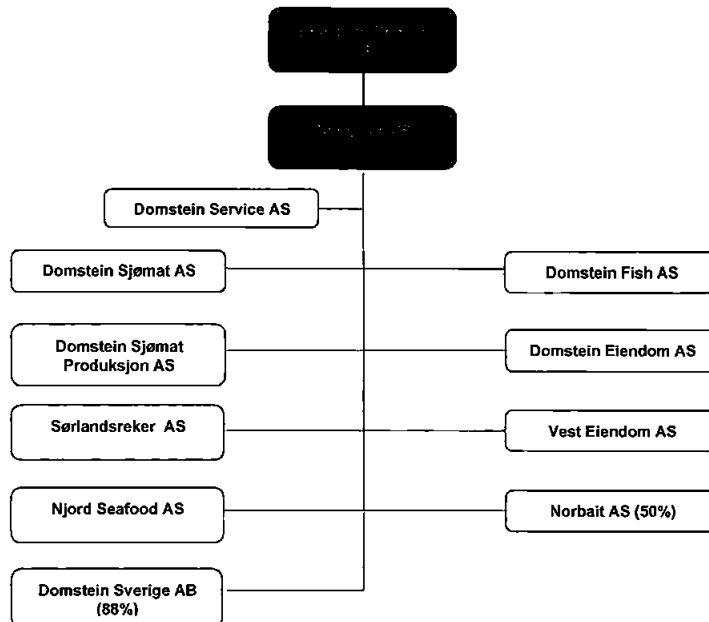 Domstein Service AS
Domstein Sjømat AS
Domstein Fish AS
Domstein Sjømat
Produksjon AS
Domstein Eiendom AS
Sørlandsreker AS
Vest Eiendom AS
Njord Seafood AS
Norbait AS (50%)
Domstein Sverige AB
(88%)